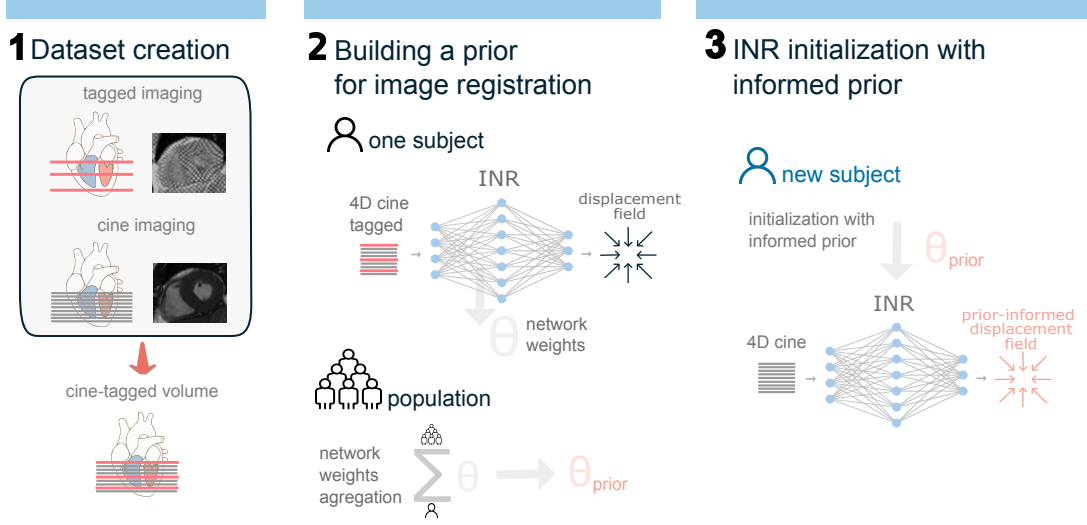 1 Dataset creation
tagged imaging
cine imaging
cine-tagged volume
2 Building a prior
for image registration
one subject
INR
4D cine
tagged
displacement
field
θ network
weights
population
network
weights
agregation
∑ θ θprior
3 INR initialization with
informed prior
new subject
initialization with
informed prior
θprior
INR
4D cine
prior-informed
displacement
field